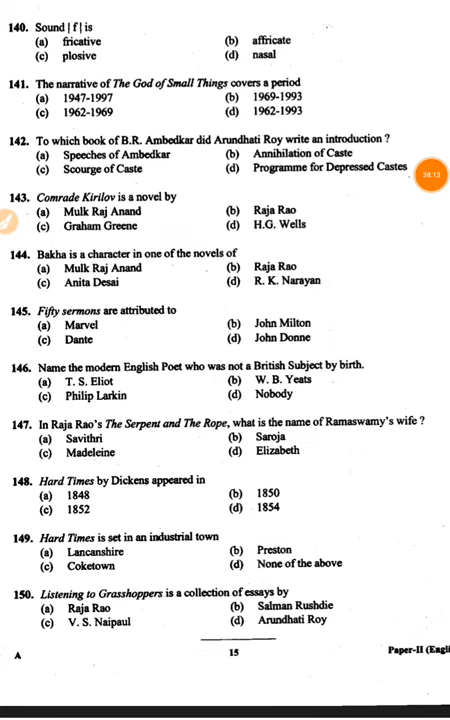 140. Sound | f | is
(a) fricative (b) affricate
(c) plosive (d) nasal
141. The narrative of The God of Small Things covers a period
(a) 1947-1997 (b) 1969-1993
(c) 1962-1969 (d) 1962-1993
142. To which book of B.R. Ambedkar did Arundhati Roy write an introduction ?
(a) Speeches of Ambedkar (b) Annihilation of Caste
(c) Scourge of Caste (d) Programme for Depressed Castes
38:13
143. Comrade Kirilov is a novel by
(a) Mulk Raj Anand (b) Raja Rao
(c) Graham Greene (d) H.G. Wells
144. Bakha is a character in one of the novels of
(a) Mulk Raj Anand (b) Raja Rao
(c) Anita Desai (d) R. K. Narayan
145. Fifty sermons are attributed to
(a) Marvel (b) John Milton
(c) Dante (d) John Donne
146. Name the modern English Poet who was not a British Subject by birth.
(a) T. S. Eliot (b) W. B. Yeats
(c) Philip Larkin (d) Nobody
147. In Raja Rao's The Serpent and The Rope, what is the name of Ramaswamy's wife ?
(a) Savithri (b) Saroja
(c) Madeleine (d) Elizabeth
148. Hard Times by Dickens appeared in
(a) 1848 (b) 1850
(c) 1852 (d) 1854
149. Hard Times is set in an industrial town
(a) Lancanshire (b) Preston
(c) Coketown (d) None of the above
150. Listening to Grasshoppers is a collection of essays by
(a) Raja Rao (b) Salman Rushdie
(c) V. S. Naipaul (d) Arundhati Roy
A 15 Paper-II (Engli